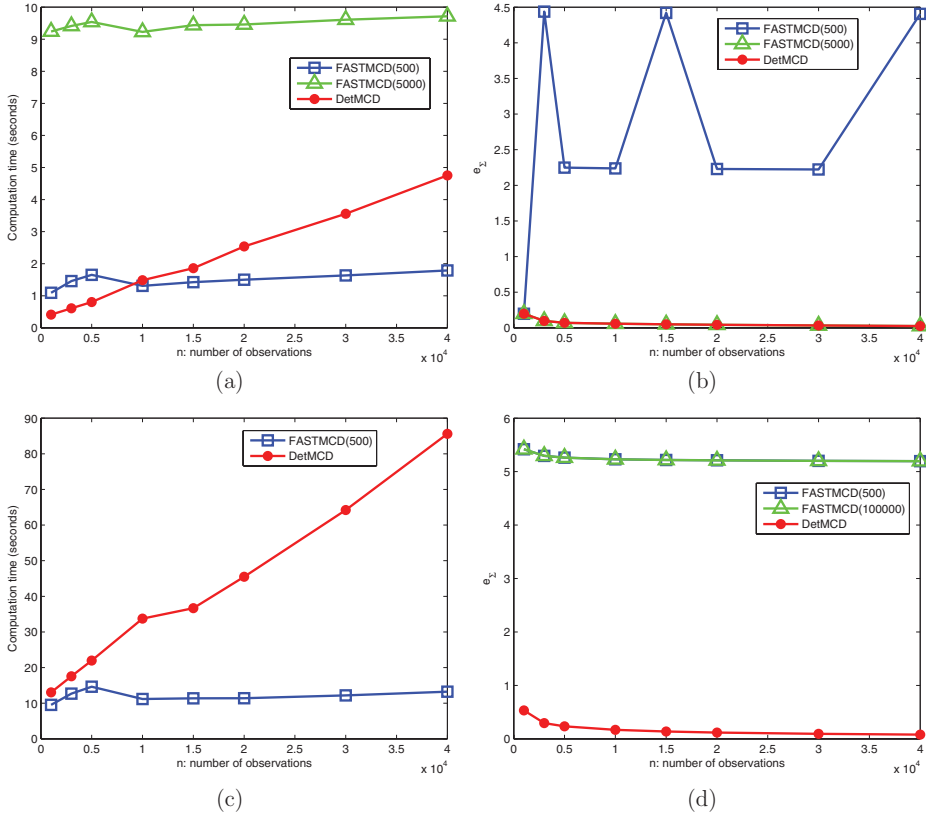 10
9
8
7
6
5
4
3
2
1
0
Computation time (seconds)
FASTMCD(500)
FASTMCD(5000)
DetMCD
0 0.5 1 1.5 2 2.5 3 3.5 4
n: number of observations
x 10^4
(a)
4.5
4
3.5
3
2.5
2
1.5
1
0.5
0
e_Σ
FASTMCD(500)
FASTMCD(5000)
DetMCD
0 0.5 1 1.5 2 2.5 3 3.5 4
n: number of observations
x 10^4
(b)
90
80
70
60
50
40
30
20
10
0
Computation time (seconds)
FASTMCD(500)
DetMCD
0 0.5 1 1.5 2 2.5 3 3.5 4
n: number of observations
x 10^4
(c)
6
5
4
3
2
1
0
e_Σ
FASTMCD(500)
FASTMCD(100000)
DetMCD
0 0.5 1 1.5 2 2.5 3 3.5 4
n: number of observations
x 10^4
(d)